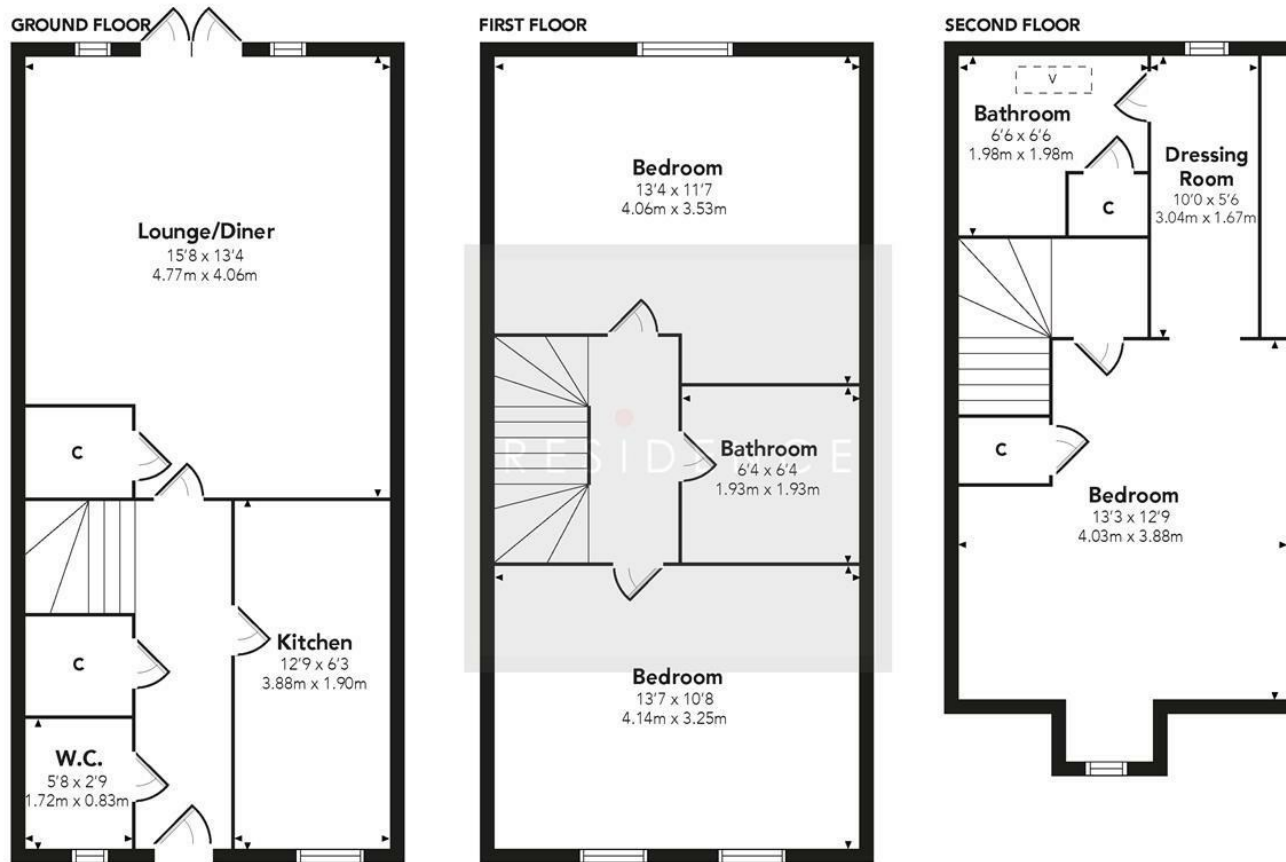 GROUND FLOOR
Lounge/Diner
15'8 x 13'4
4.77m x 4.06m
C
C
Kitchen
12'9 x 6'3
3.88m x 1.90m
W.C.
5'8 x 2'9
1.72m x 0.83m
FIRST FLOOR
Bedroom
13'4 x 11'7
4.06m x 3.53m
RESIDENCE
Bathroom
6'4 x 6'4
1.93m x 1.93m
Bedroom
13'7 x 10'8
4.14m x 3.25m
SECOND FLOOR
V
Bathroom
6'6 x 6'6
1.98m x 1.98m
C
Dressing
Room
10'0 x 5'6
3.04m x 1.67m
C
Bedroom
13'3 x 12'9
4.03m x 3.88m